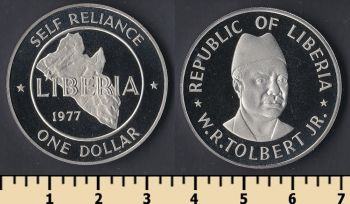 SELF RELIANCE
LIBERIA
1977
ONE DOLLAR
REPUBLIC OF LIBERIA
W.R.TOLBERT JR.
1 2 3 4 5 6 7